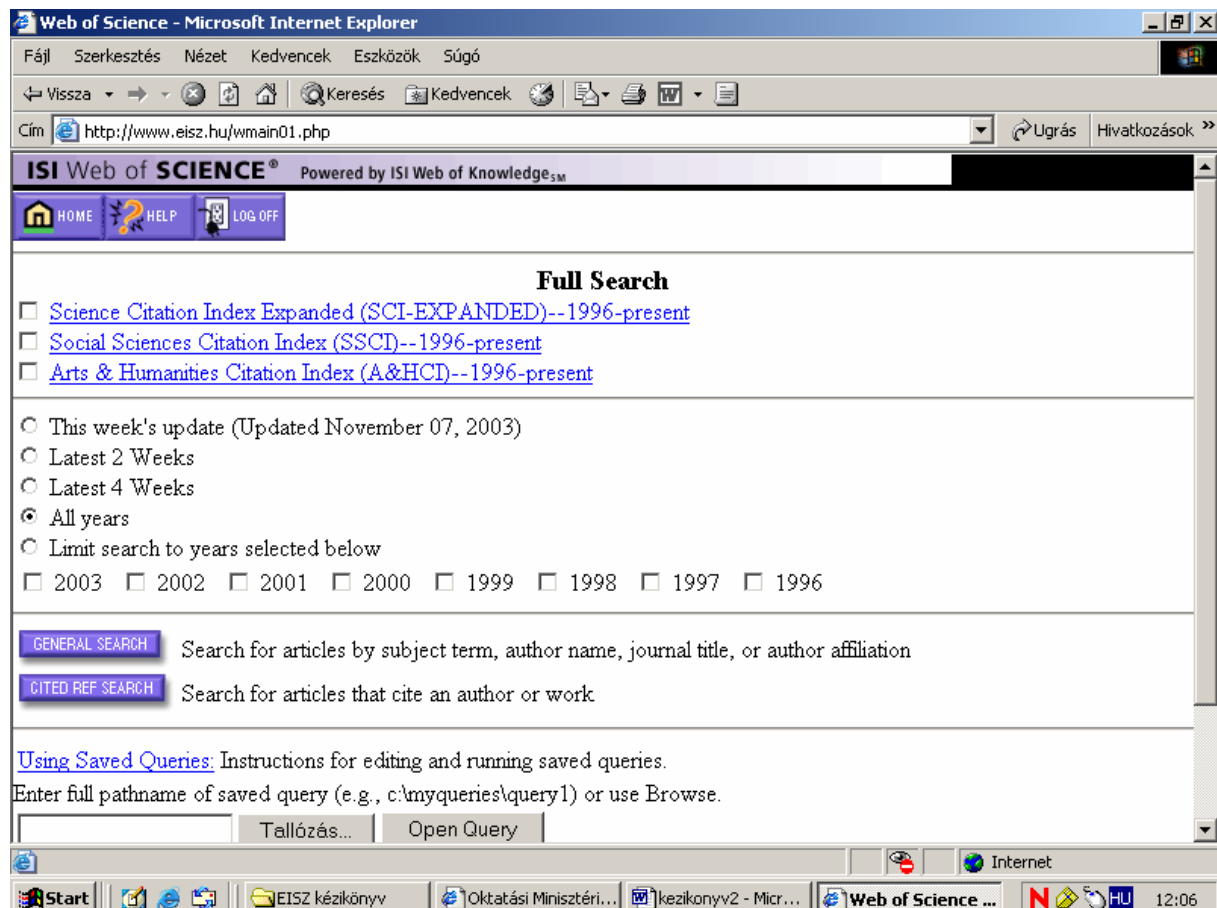 Web of Science - Microsoft Internet Explorer
Fájl Szerkesztés Nézet Kedvencek Eszközök Súgó
Vissza Keresés Kedvencek
Cím http://www.eisz.hu/wmain01.php Ugrás Hivatkozások »
ISI Web of SCIENCE® Powered by ISI Web of Knowledge SM
HOME HELP LOG OFF
Full Search
Science Citation Index Expanded (SCI-EXPANDED)--1996-present
Social Sciences Citation Index (SSCI)--1996-present
Arts & Humanities Citation Index (A&HCI)--1996-present
This week's update (Updated November 07, 2003)
Latest 2 Weeks
Latest 4 Weeks
All years
Limit search to years selected below
2003 2002 2001 2000 1999 1998 1997 1996
GENERAL SEARCH Search for articles by subject term, author name, journal title, or author affiliation
CITED REF SEARCH Search for articles that cite an author or work
Using Saved Queries: Instructions for editing and running saved queries.
Enter full pathname of saved query (e.g., c:\myqueries\query1) or use Browse.
Tallózás... Open Query
Internet
Start EISZ kézikönyv Oktatási Minisztéri... kezikonyv2 - Micr... Web of Science ... N HU 12:06